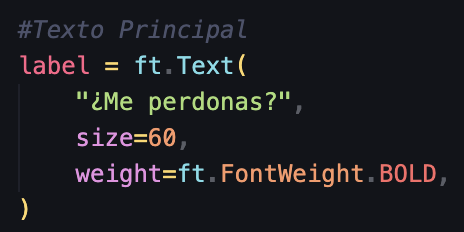 #Texto Principal
label = ft.Text(
    "¿Me perdonas?",
    size=60,
    weight=ft.FontWeight.BOLD,
)